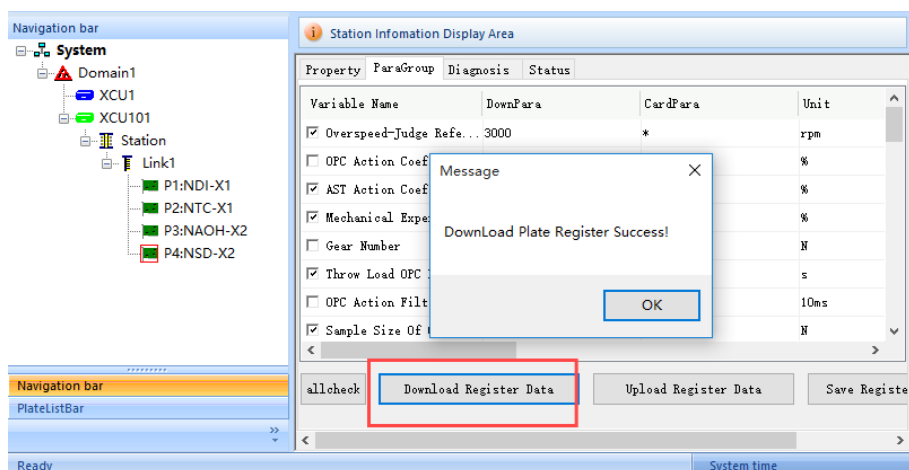 Navigation bar
System
Domain1
XCU1
XCU101
Station
Link1
P1:NDI-X1
P2:NTC-X1
P3:NAOH-X2
P4:NSD-X2
Navigation bar
PlateListBar
Ready
Station Infomation Display Area
Property ParaGroup Diagnosis Status
Variable Name DownPara CardPara Unit
Overspeed-Judge Refe... 3000 * rpm
OPC Action Coef %
AST Action Coef %
Mechanical Expe %
Gear Number N
Throw Load OPC s
OPC Action Filt 10ms
Sample Size Of N
Message
DownLoad Plate Register Success!
OK
allcheck Download Register Data Upload Register Data Save Registe
System time